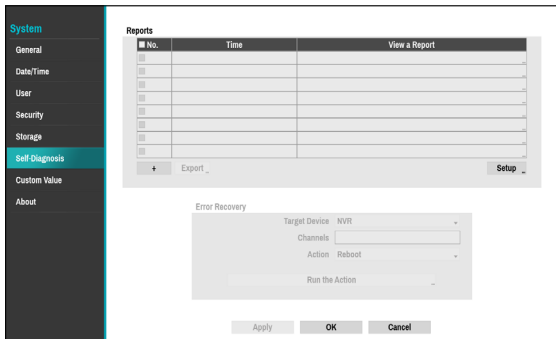 System
General
Date/Time
User
Security
Storage
Self-Diagnosis
Custom Value
About
Reports
No. Time View a Report
+ Export Setup
Error Recovery
Target Device NVR
Channels
Action Reboot
Run the Action
Apply OK Cancel